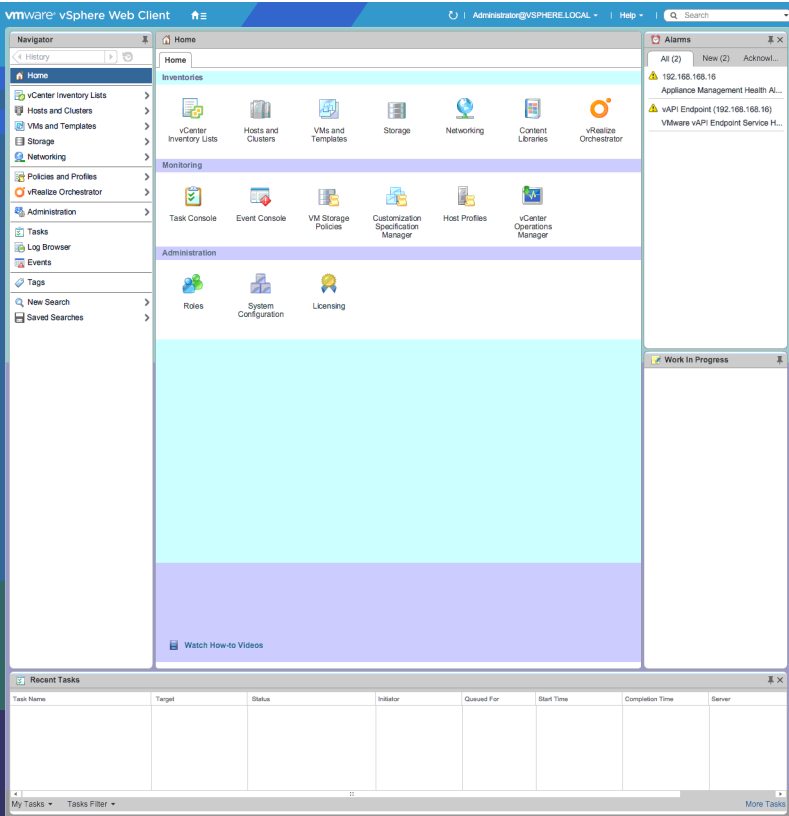 vmware® vSphere Web Client
Administrator@VSPHERE.LOCAL
Help
Search
Navigator
History
Home
vCenter Inventory Lists
Hosts and Clusters
VMs and Templates
Storage
Networking
Policies and Profiles
vRealize Orchestrator
Administration
Tasks
Log Browser
Events
Tags
New Search
Saved Searches
Home
Home
Inventories
vCenter
Inventory Lists
Hosts and
Clusters
VMs and
Templates
Storage
Networking
Content
Libraries
vRealize
Orchestrator
Monitoring
Task Console
Event Console
VM Storage
Policies
Customization
Specification
Manager
Host Profiles
vCenter
Operations
Manager
Administration
Roles
System
Configuration
Licensing
Watch How-to Videos
Alarms
All (2) New (2) Acknowl...
192.168.168.16
Appliance Management Health Al...
vAPI Endpoint (192.168.168.16)
VMware vAPI Endpoint Service H...
Work In Progress
Recent Tasks
Task Name Target Status Initiator Queued For Start Time Completion Time Server
My Tasks Tasks Filter More Tasks